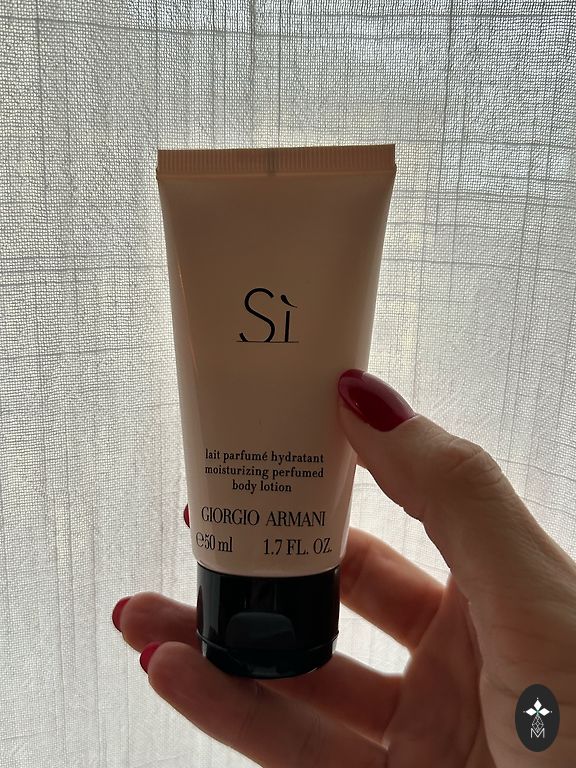 Sì
lait parfumé hydratant
moisturizing perfumed
body lotion
GIORGIO ARMANI
℮50 ml 1.7 FL. OZ.
M